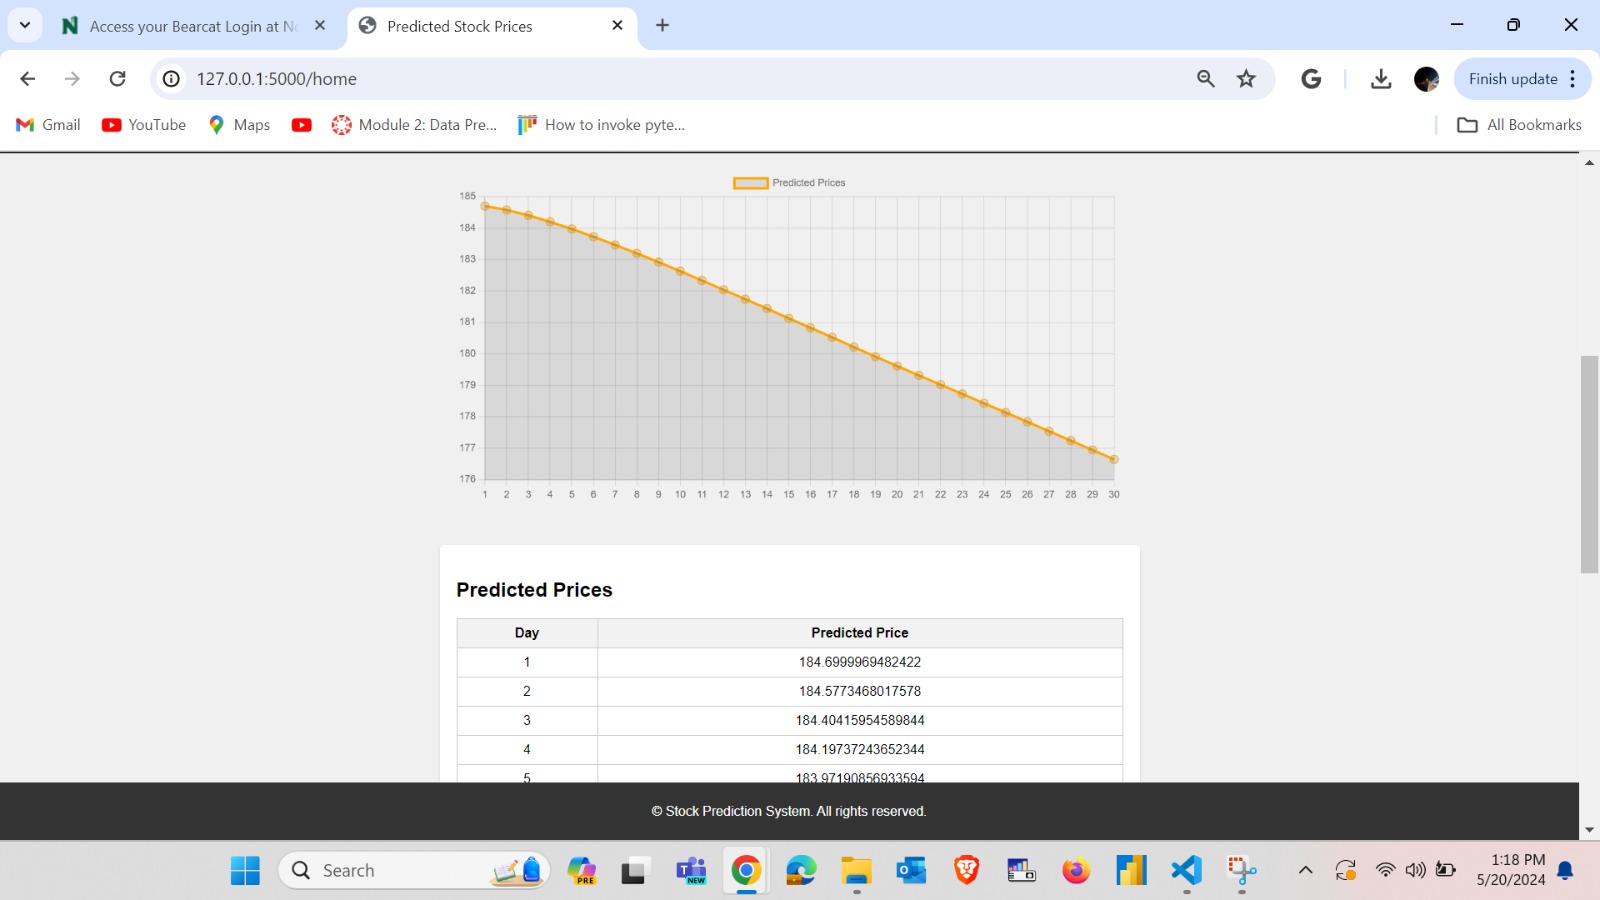 Access your Bearcat Login at N
Predicted Stock Prices
127.0.0.1:5000/home
Finish update
Gmail
YouTube
Maps
Module 2: Data Pre...
How to invoke pyte...
All Bookmarks
Predicted Prices
185
184
183
182
181
180
179
178
177
176
1 2 3 4 5 6 7 8 9 10 11 12 13 14 15 16 17 18 19 20 21 22 23 24 25 26 27 28 29 30
Predicted Prices
Day Predicted Price
1 184.6999969482422
2 184.5773468017578
3 184.40415954589844
4 184.19737243652344
5 183.97190856933594
© Stock Prediction System. All rights reserved.
Search
PRE
NEW
1:18 PM
5/20/2024